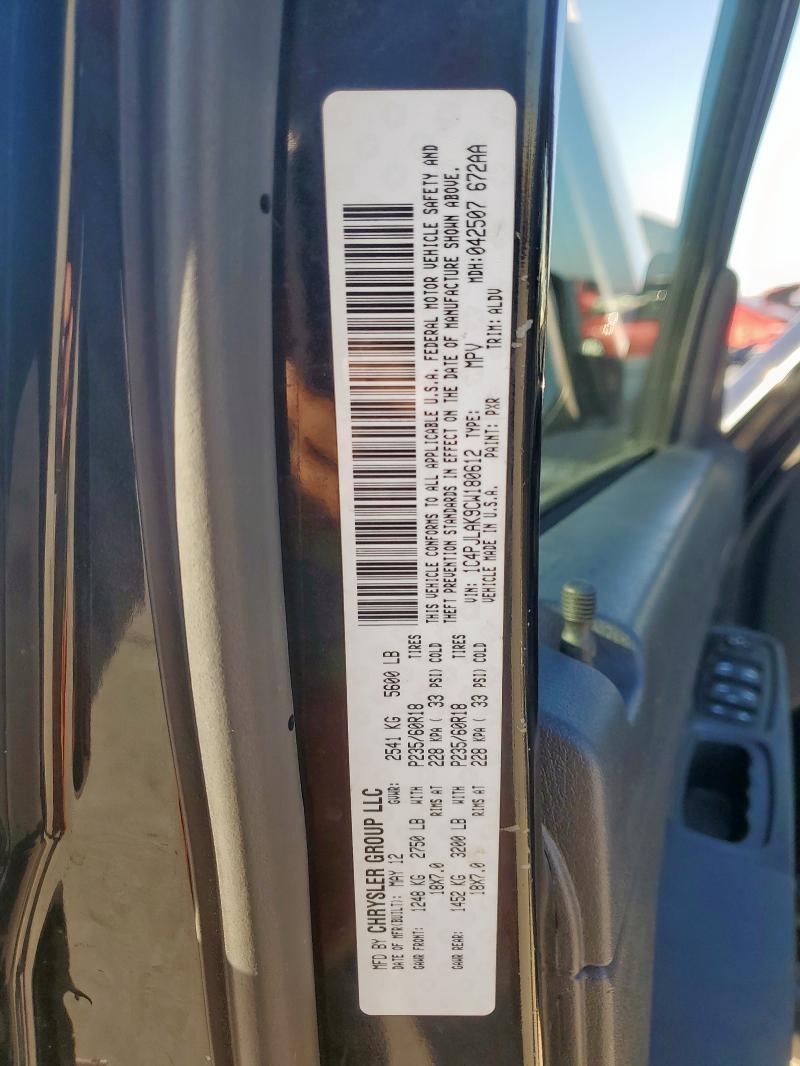 MFD BY CHRYSLER GROUP LLC
DATE OF MFR(BUILT): MAY 12 GVWR: 2541 KG 5600 LB
GAWR FRONT: 1248 KG 2750 LB WITH P235/60R18 TIRES
18X7.0 RIMS AT 228 KPA ( 33 PSI) COLD
GAWR REAR: 1452 KG 3200 LB WITH P235/60R18 TIRES
18X7.0 RIMS AT 228 KPA ( 33 PSI) COLD
THIS VEHICLE CONFORMS TO ALL APPLICABLE U.S.A. FEDERAL MOTOR VEHICLE SAFETY AND
THEFT PREVENTION STANDARDS IN EFFECT ON THE DATE OF MANUFACTURE SHOWN ABOVE.
VIN: 1C4PJLAK9CW180612 TYPE: MPV MDH:042507 672AA
VEHICLE MADE IN U.S.A. PAINT: PXR TRIM: ALDV